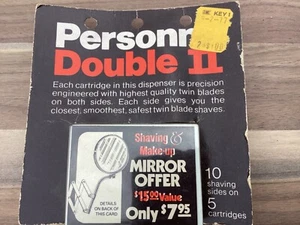 Personn
Double II
Each cartridge in this dispenser is precision
engineered with highest quality twin blades
on both sides. Each side gives you the
closest, smoothest, safest twin blade shaves.
Shaving &
Make-up
MIRROR
OFFER
$15.00 Value
Only $7.95
DETAILS ON
BACK OF
THIS CARD
10
shaving
sides on
5
cartridges